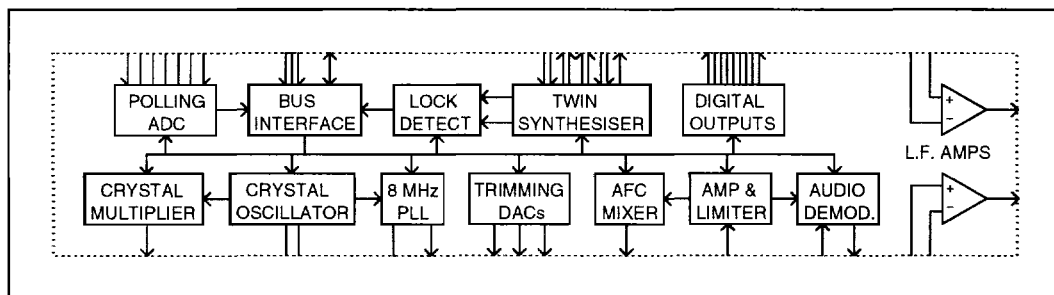 POLLING
ADC
BUS
INTERFACE
LOCK
DETECT
TWIN
SYNTHESISER
DIGITAL
OUTPUTS
+
−
L.F. AMPS
CRYSTAL
MULTIPLIER
CRYSTAL
OSCILLATOR
8 MHz
PLL
TRIMMING
DACs
AFC
MIXER
AMP &
LIMITER
AUDIO
DEMOD.
+
−